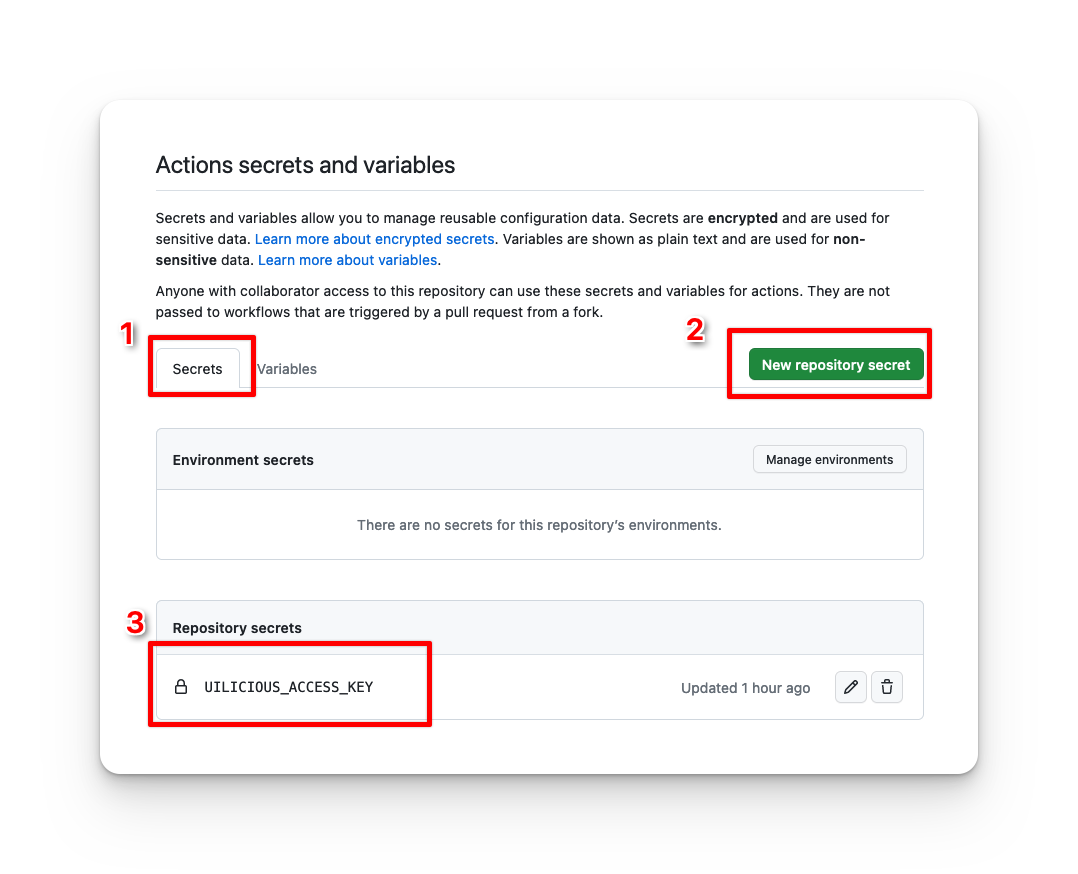 Actions secrets and variables
Secrets and variables allow you to manage reusable configuration data. Secrets are encrypted and are used for
sensitive data. Learn more about encrypted secrets. Variables are shown as plain text and are used for non-
sensitive data. Learn more about variables.
Anyone with collaborator access to this repository can use these secrets and variables for actions. They are not
passed to workflows that are triggered by a pull request from a fork.
1
2
Secrets Variables New repository secret
Environment secrets Manage environments
There are no secrets for this repository’s environments.
3
Repository secrets
UILICIOUS_ACCESS_KEY Updated 1 hour ago